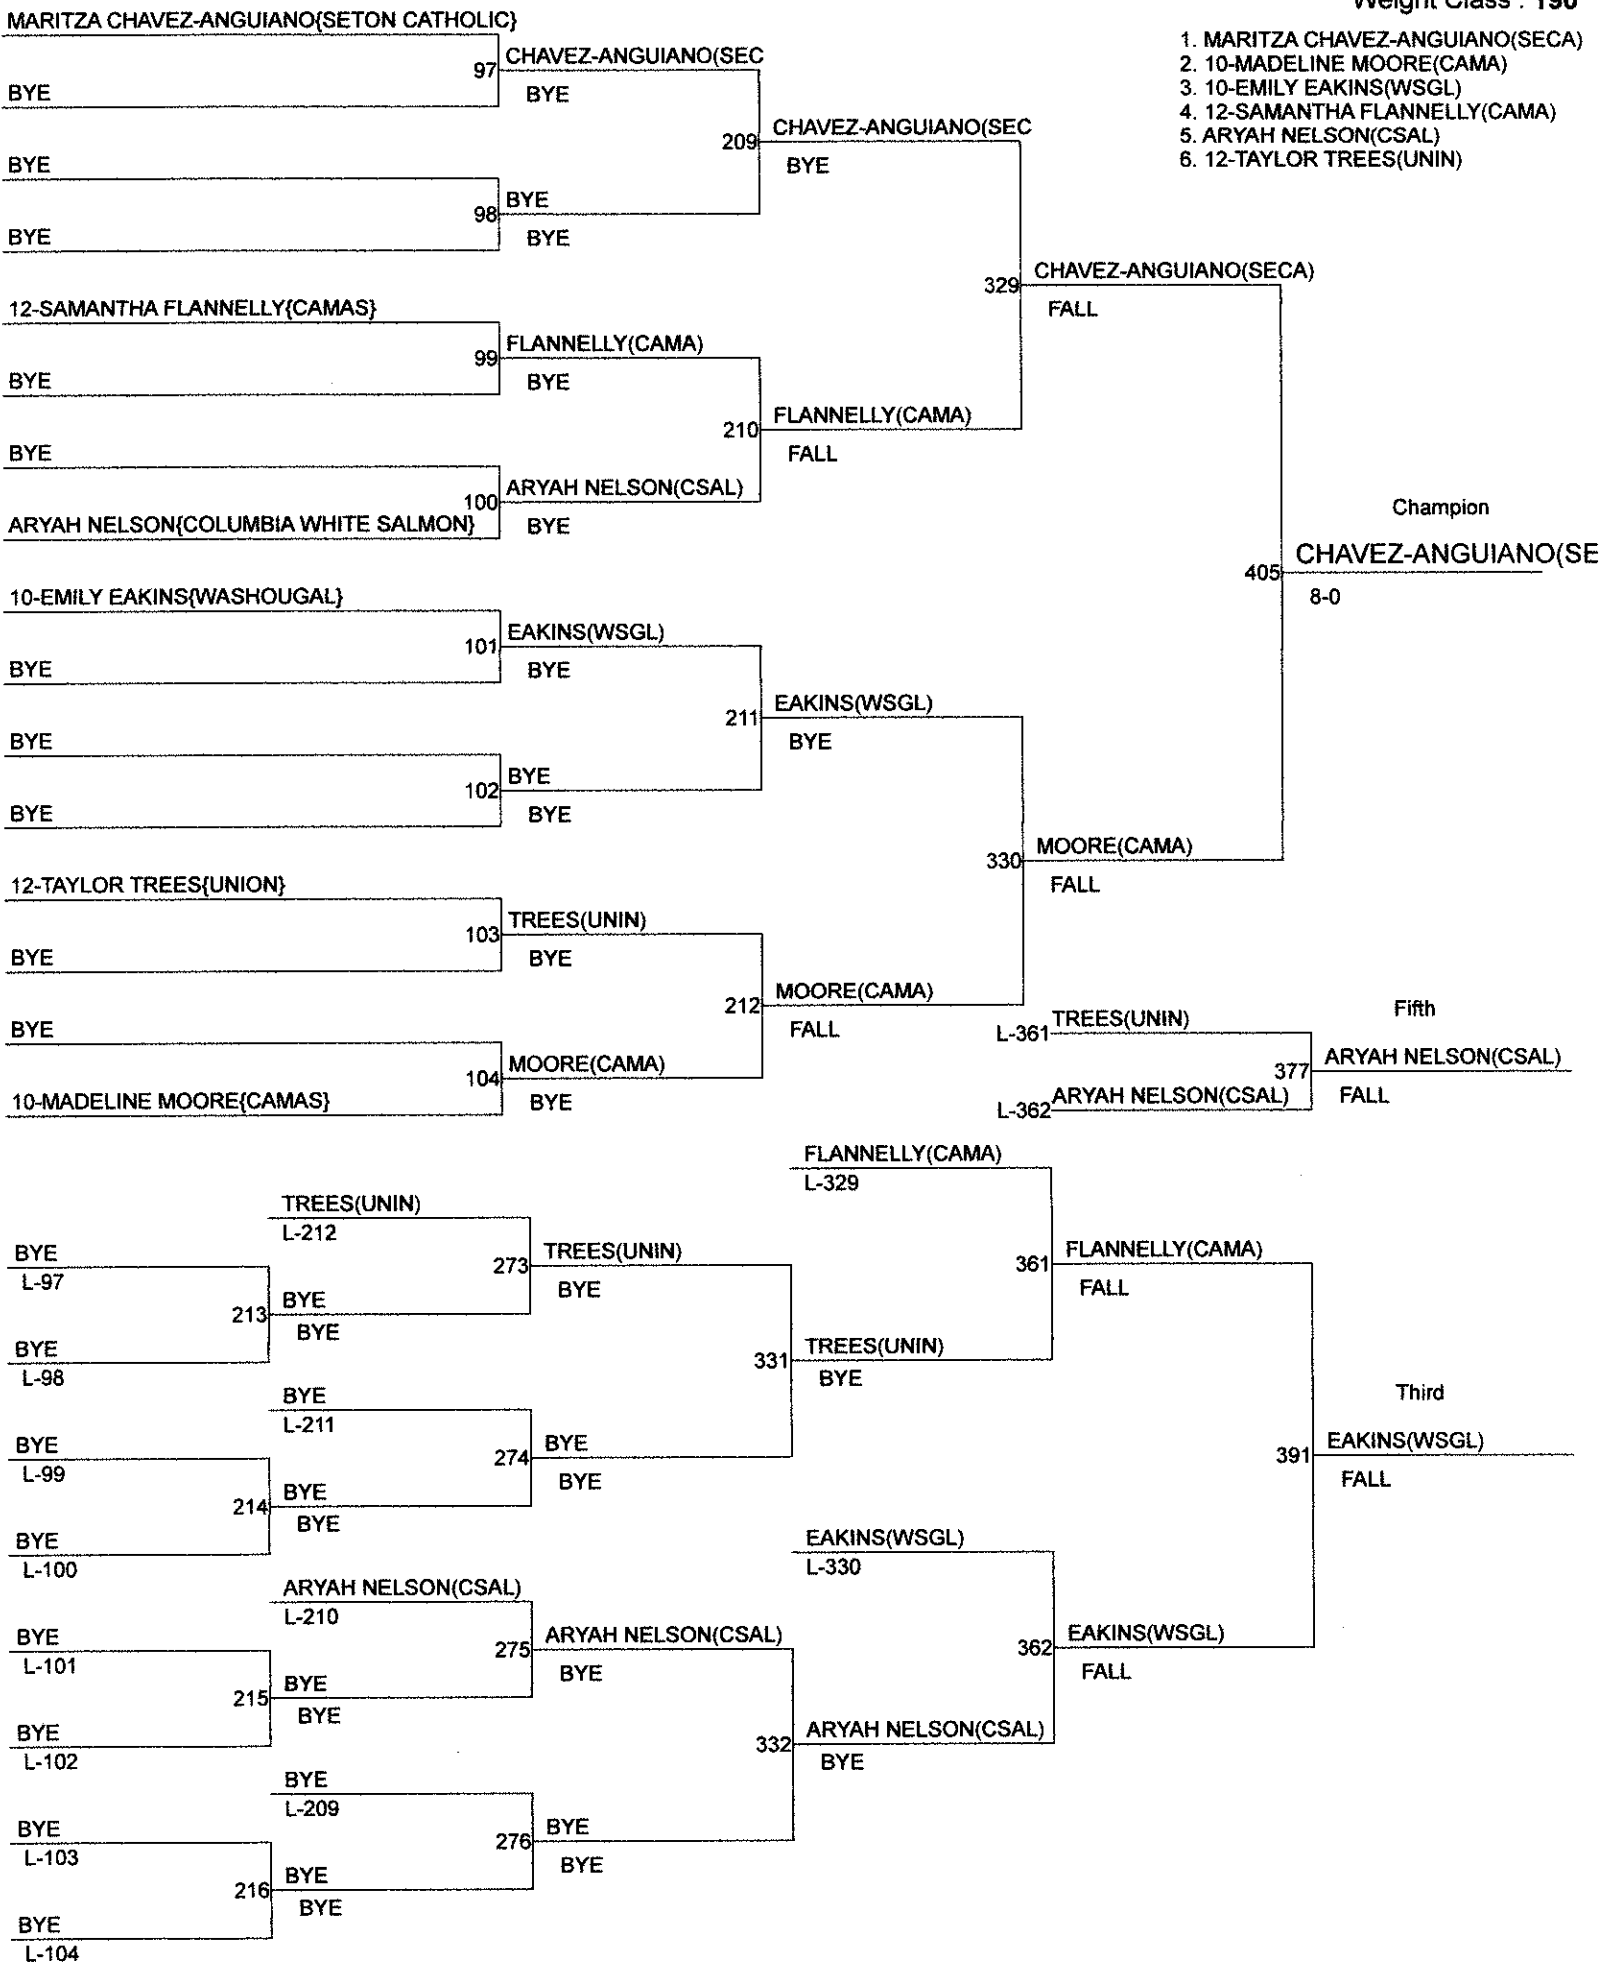 Weight Class : 190
1. MARITZA CHAVEZ-ANGUIANO(SECA)
2. 10-MADELINE MOORE(CAMA)
3. 10-EMILY EAKINS(WSGL)
4. 12-SAMANTHA FLANNELLY(CAMA)
5. ARYAH NELSON(CSAL)
6. 12-TAYLOR TREES(UNIN)
MARITZA CHAVEZ-ANGUIANO{SETON CATHOLIC}
97 CHAVEZ-ANGUIANO(SEC
BYE
BYE
209 CHAVEZ-ANGUIANO(SEC
BYE
BYE
98 BYE
BYE
BYE
329 CHAVEZ-ANGUIANO(SECA)
FALL
12-SAMANTHA FLANNELLY{CAMAS}
99 FLANNELLY(CAMA)
BYE
BYE
210 FLANNELLY(CAMA)
FALL
BYE
100 ARYAH NELSON(CSAL)
BYE
ARYAH NELSON{COLUMBIA WHITE SALMON}
Champion
405 CHAVEZ-ANGUIANO(SE
8-0
10-EMILY EAKINS{WASHOUGAL}
101 EAKINS(WSGL)
BYE
BYE
211 EAKINS(WSGL)
BYE
BYE
102 BYE
BYE
BYE
330 MOORE(CAMA)
FALL
12-TAYLOR TREES{UNION}
103 TREES(UNIN)
BYE
BYE
212 MOORE(CAMA)
FALL
BYE
104 MOORE(CAMA)
BYE
10-MADELINE MOORE{CAMAS}
Fifth
L-361 TREES(UNIN)
377 ARYAH NELSON(CSAL)
FALL
L-362 ARYAH NELSON(CSAL)
FLANNELLY(CAMA)
L-329
TREES(UNIN)
L-212
273 TREES(UNIN)
BYE
361 FLANNELLY(CAMA)
FALL
BYE
L-97
213 BYE
BYE
BYE
L-98
331 TREES(UNIN)
BYE
BYE
L-211
274 BYE
BYE
Third
391 EAKINS(WSGL)
FALL
BYE
L-99
214 BYE
BYE
BYE
L-100
EAKINS(WSGL)
L-330
ARYAH NELSON(CSAL)
L-210
275 ARYAH NELSON(CSAL)
BYE
362 EAKINS(WSGL)
FALL
BYE
L-101
215 BYE
BYE
BYE
L-102
332 ARYAH NELSON(CSAL)
BYE
BYE
L-209
276 BYE
BYE
BYE
L-103
216 BYE
BYE
BYE
L-104